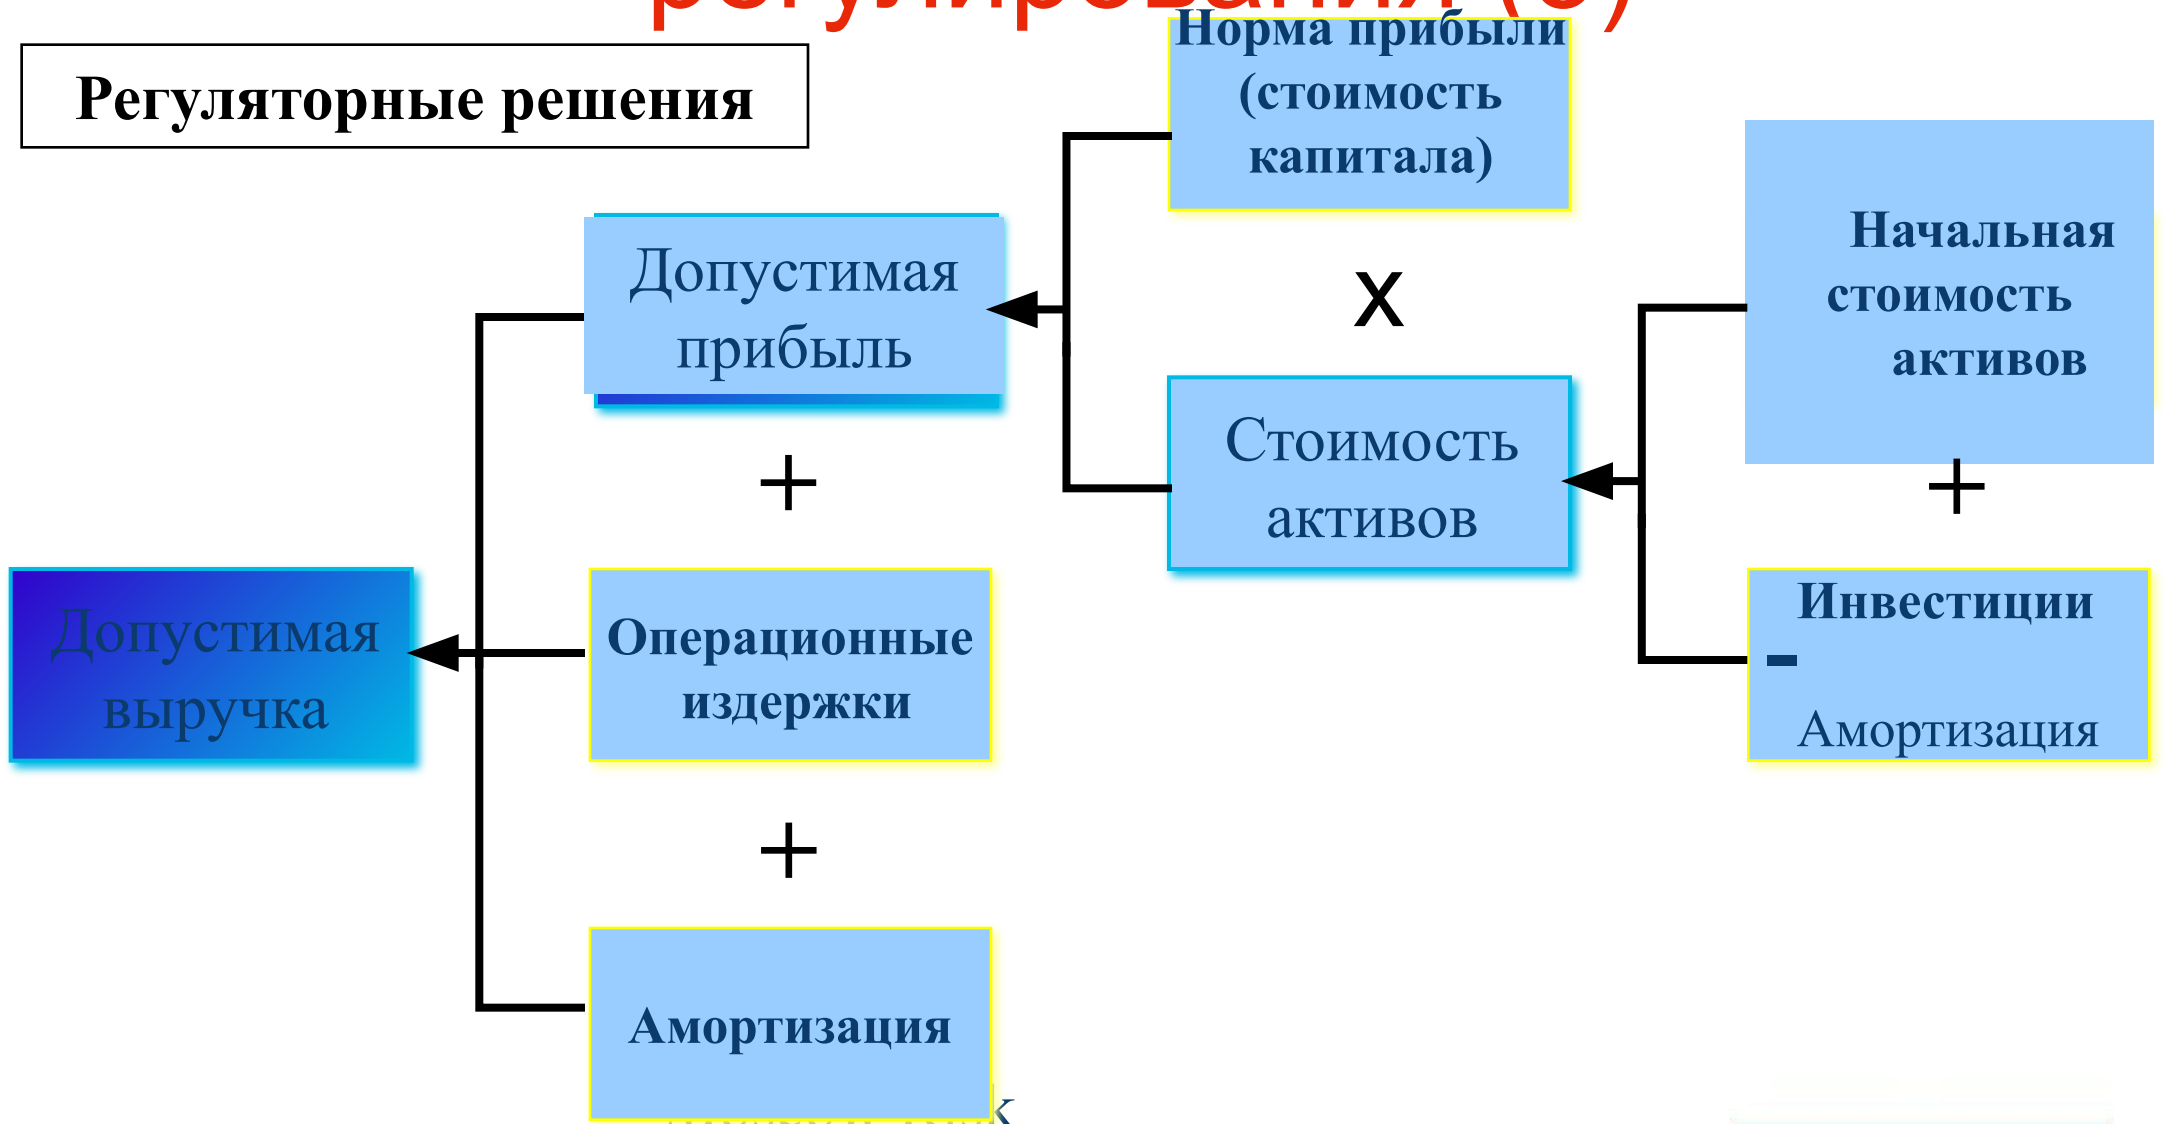 регулирования
Регуляторные решения
Норма прибыли
(стоимость
капитала)
Начальная
стоимость
активов
Допустимая
прибыль
x
Стоимость
активов
+
+
Допустимая
выручка
Операционные
издержки
Инвестиции
-
Амортизация
+
Амортизация